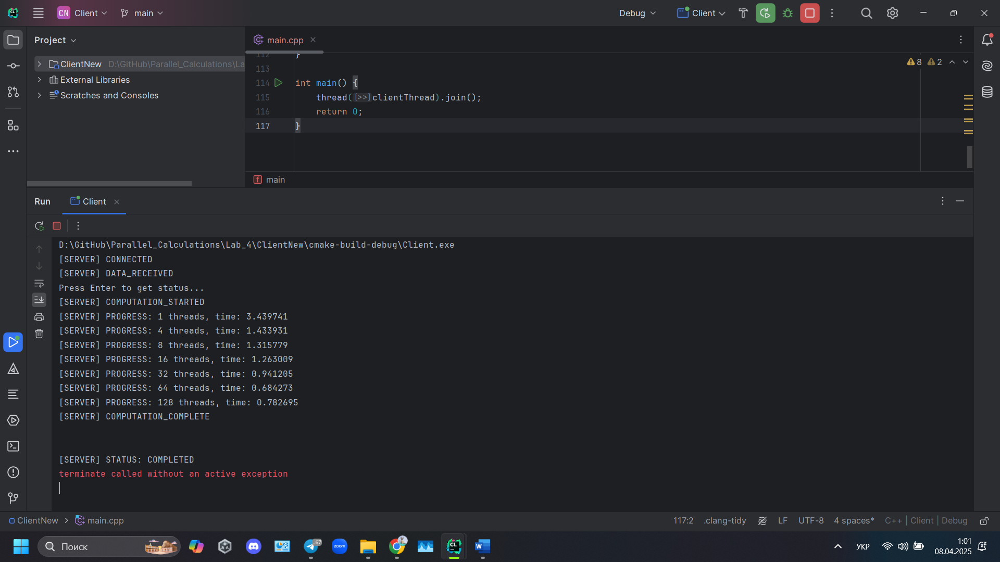 CN Client main Debug Client
Project
main.cpp
ClientNew D:\GitHub\Parallel_Calculations\La
External Libraries
Scratches and Consoles
112 }
113
114 int main() {
115 thread([>>]clientThread).join();
116 return 0;
117 }
8 2
f main
Run Client
D:\GitHub\Parallel_Calculations\Lab_4\ClientNew\cmake-build-debug\Client.exe
[SERVER] CONNECTED
[SERVER] DATA_RECEIVED
Press Enter to get status...
[SERVER] COMPUTATION_STARTED
[SERVER] PROGRESS: 1 threads, time: 3.439741
[SERVER] PROGRESS: 4 threads, time: 1.433931
[SERVER] PROGRESS: 8 threads, time: 1.315779
[SERVER] PROGRESS: 16 threads, time: 1.263009
[SERVER] PROGRESS: 32 threads, time: 0.941205
[SERVER] PROGRESS: 64 threads, time: 0.684273
[SERVER] PROGRESS: 128 threads, time: 0.782695
[SERVER] COMPUTATION_COMPLETE
[SERVER] STATUS: COMPLETED
terminate called without an active exception
ClientNew main.cpp 117:2 .clang-tidy LF UTF-8 4 spaces* C++ Client Debug
Поиск
CL
zoom
.67
W
УКР
1:01
08.04.2025